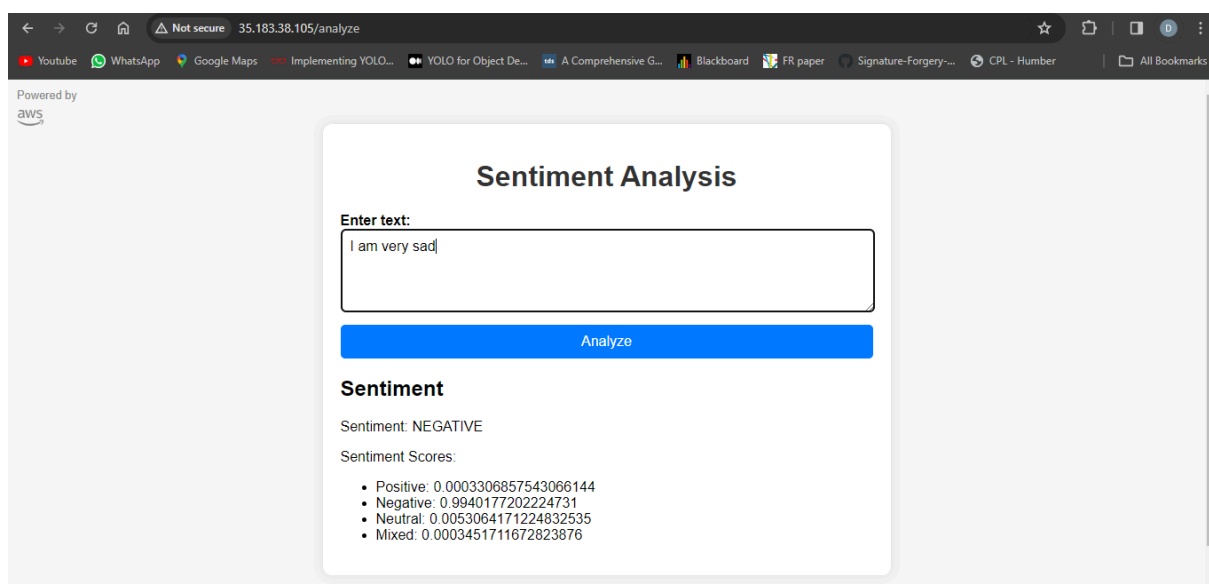 Not secure 35.183.38.105/analyze
D
Youtube WhatsApp Google Maps Implementing YOLO... YOLO for Object De... tds A Comprehensive G... Blackboard FR paper Signature-Forgery-... CPL - Humber All Bookmarks
Powered by
aws
Sentiment Analysis
Enter text:
I am very sad
Analyze
Sentiment
Sentiment: NEGATIVE
Sentiment Scores:
• Positive: 0.0003306857543066144
• Negative: 0.9940177202224731
• Neutral: 0.0053064171224832535
• Mixed: 0.0003451711672823876